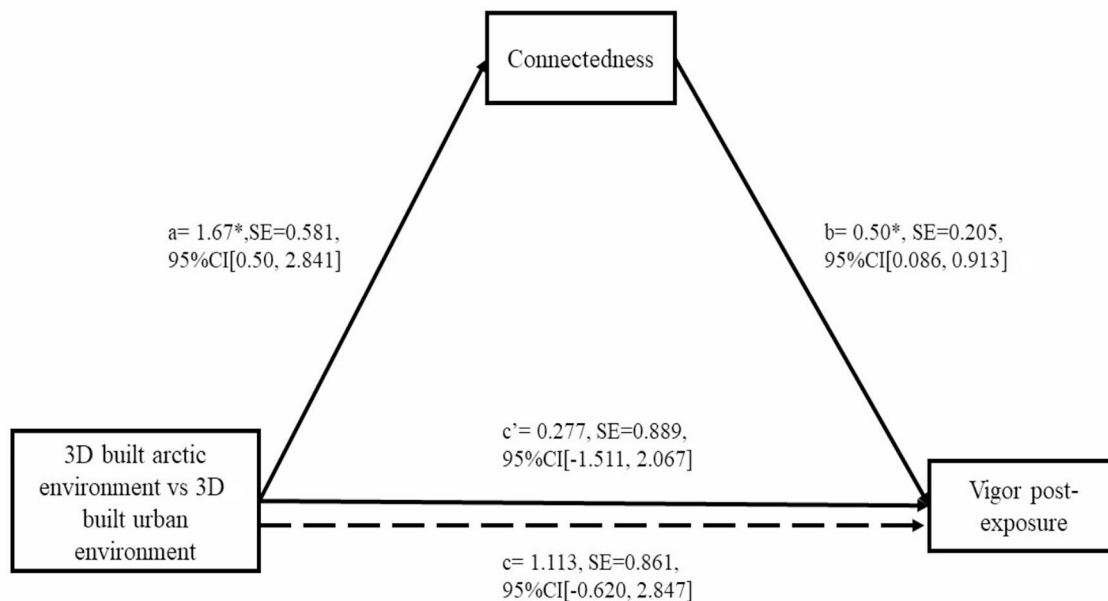 Connectedness
a= 1.67*,SE=0.581,
95%CI[0.50, 2.841]
b= 0.50*, SE=0.205,
95%CI[0.086, 0.913]
3D built arctic
environment vs 3D
built urban
environment
c’= 0.277, SE=0.889,
95%CI[-1.511, 2.067]
Vigor post-
exposure
c= 1.113, SE=0.861,
95%CI[-0.620, 2.847]